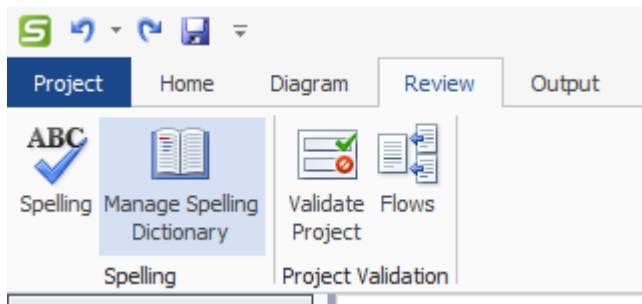 S
Project Home Diagram Review Output
ABC
Spelling Manage Spelling Dictionary Validate Project Flows
Spelling Project Validation